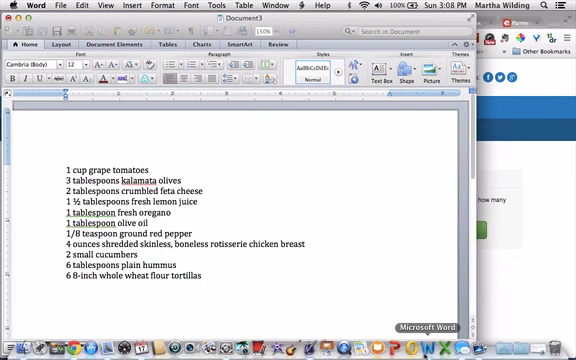 Word File Edit View Insert Format Font Tools Table Window 100% Sun 3:08 PM Martha Wilding
Document3
150% Search in Document
Home Layout Document Elements Tables Charts SmartArt Review
Font Paragraph Styles Insert Themes
Cambria (Body) 12 AaBbCcDdEe
Normal Text Box Shape Picture Themes
Other Bookmarks
1 cup grape tomatoes
3 tablespoons kalamata olives
2 tablespoons crumbled feta cheese
1 ½ tablespoons fresh lemon juice
1 tablespoon fresh oregano
1 tablespoon olive oil
1/8 teaspoon ground red pepper
4 ounces shredded skinless, boneless rotisserie chicken breast
2 small cucumbers
6 tablespoons plain hummus
6 8-inch whole wheat flour tortillas
how many
Microsoft Word
17